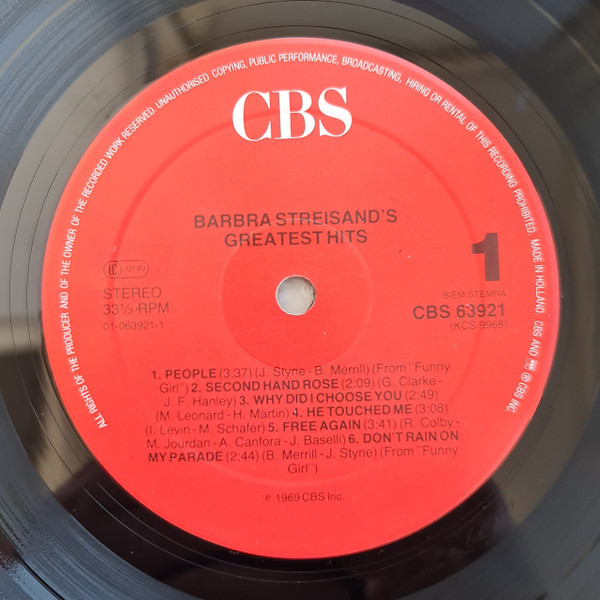 ALL RIGHTS OF THE PRODUCER AND OF THE OWNER OF THE RECORDED WORK RESERVED. UNAUTHORISED COPYING, PUBLIC PERFORMANCE, BROADCASTING, HIRING OR RENTAL OF THIS RECORDING PROHIBITED. MADE IN HOLLAND. CBS AND ® CBS INC.
CBS
BARBRA STREISAND'S
GREATEST HITS
1
LC-0149
STEREO
33⅓•RPM
01-063921-1
BIEM STEMRA
CBS 63921
(KCS 9968)
1. PEOPLE (3:37) (J. Styne - B. Merrill) (From "Funny
Girl") 2. SECOND HAND ROSE (2:09) (G. Clarke -
J. F. Hanley) 3. WHY DID I CHOOSE YOU (2:49)
(M. Leonard - H. Martin) 4. HE TOUCHED ME (3:08)
(I. Levin - M. Schafer) 5. FREE AGAIN (3:41) (R. Colby -
M. Jourdan - A. Canfora - J. Baselli) 6. DON'T RAIN ON
MY PARADE (2:44) (B. Merrill - J. Styne) (From "Funny
Girl")
℗ 1969 CBS Inc.